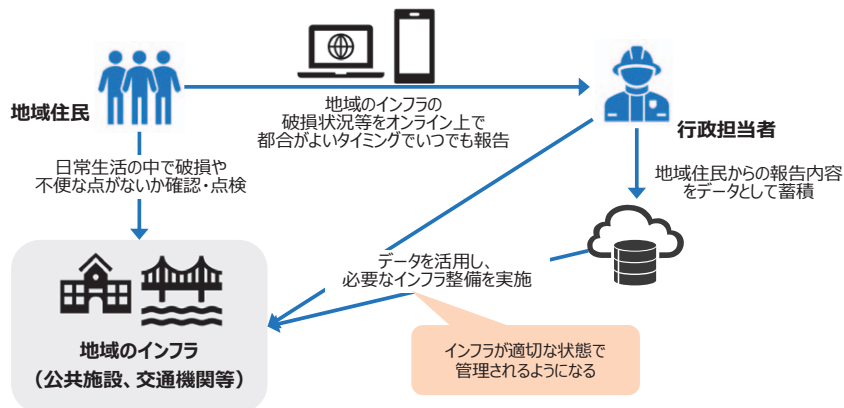 地域住民
地域のインフラの
破損状況等をオンライン上で
都合がよいタイミングでいつでも報告
行政担当者
日常生活の中で破損や
不便な点がないか確認・点検
地域住民からの報告内容
をデータとして蓄積
データを活用し、
必要なインフラ整備を実施
地域のインフラ
（公共施設、交通機関等）
インフラが適切な状態で
管理されるようになる